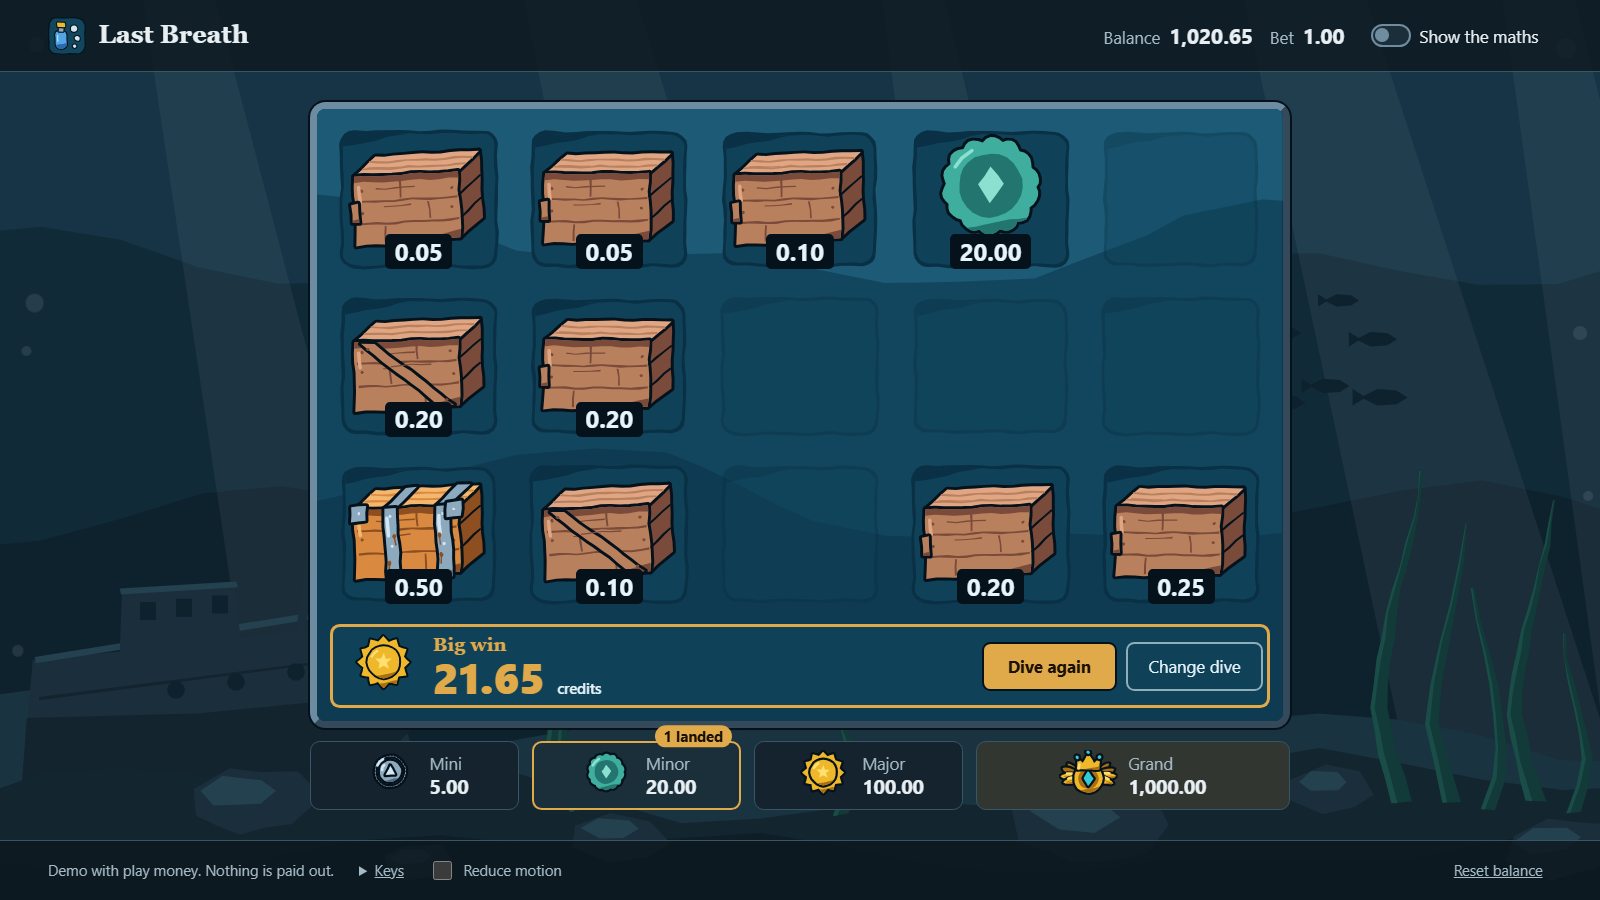 Last Breath
Balance 1,020.65 Bet 1.00 Show the maths
0.05 0.05 0.10 20.00
0.20 0.20
0.50 0.10 0.20 0.25
Big win
21.65 credits
Dive again Change dive
1 landed
Mini
5.00
Minor
20.00
Major
100.00
Grand
1,000.00
Demo with play money. Nothing is paid out. Keys Reduce motion Reset balance